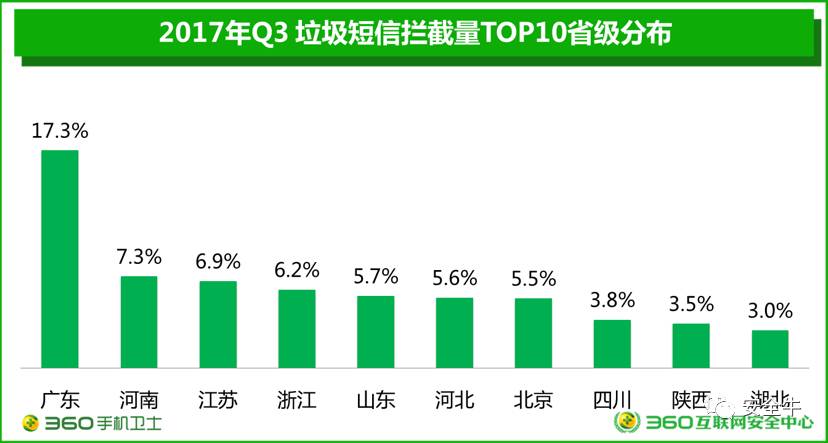 2017年Q3 垃圾短信拦截量TOP10省级分布
17.3%
7.3%
6.9%
6.2%
5.7%
5.6%
5.5%
3.8%
3.5%
3.0%
广东 河南 江苏 浙江 山东 河北 北京 四川 陕西 湖北
安全牛
360手机卫士
360互联网安全中心